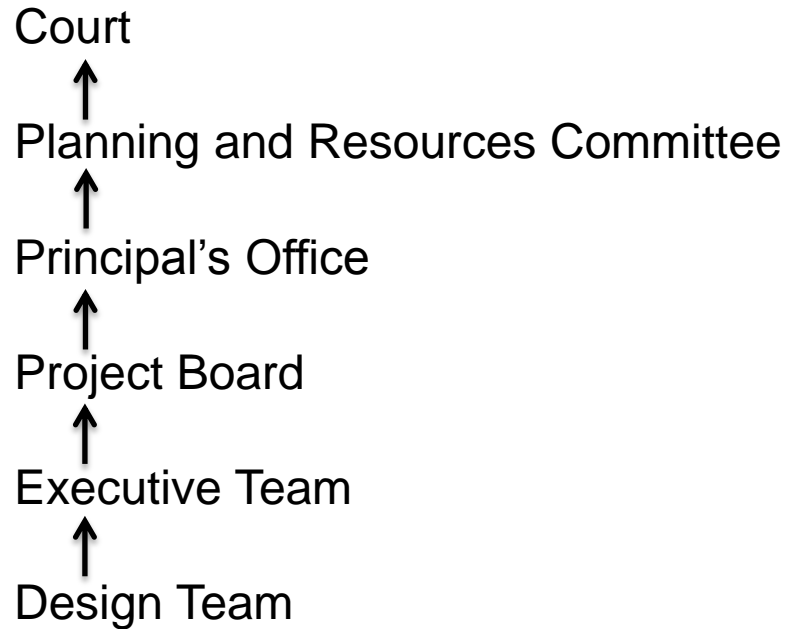 Court
Planning and Resources Committee
Principal’s Office
Project Board
Executive Team
Design Team